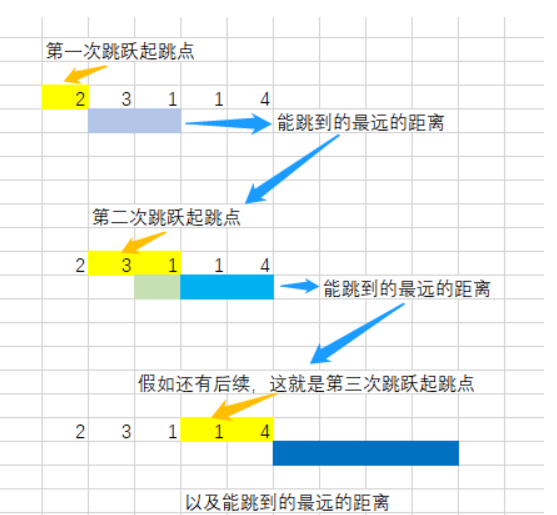 第一次跳跃起跳点
2 3 1 1 4
能跳到的最远的距离
第二次跳跃起跳点
2 3 1 1 4
能跳到的最远的距离
假如还有后续，这就是第三次跳跃起跳点
2 3 1 1 4
以及能跳到的最远的距离